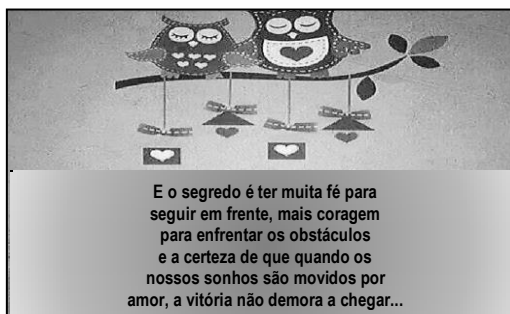 E o segredo é ter muita fé para
seguir em frente, mais coragem
para enfrentar os obstáculos
e a certeza de que quando os
nossos sonhos são movidos por
amor, a vitória não demora a chegar...